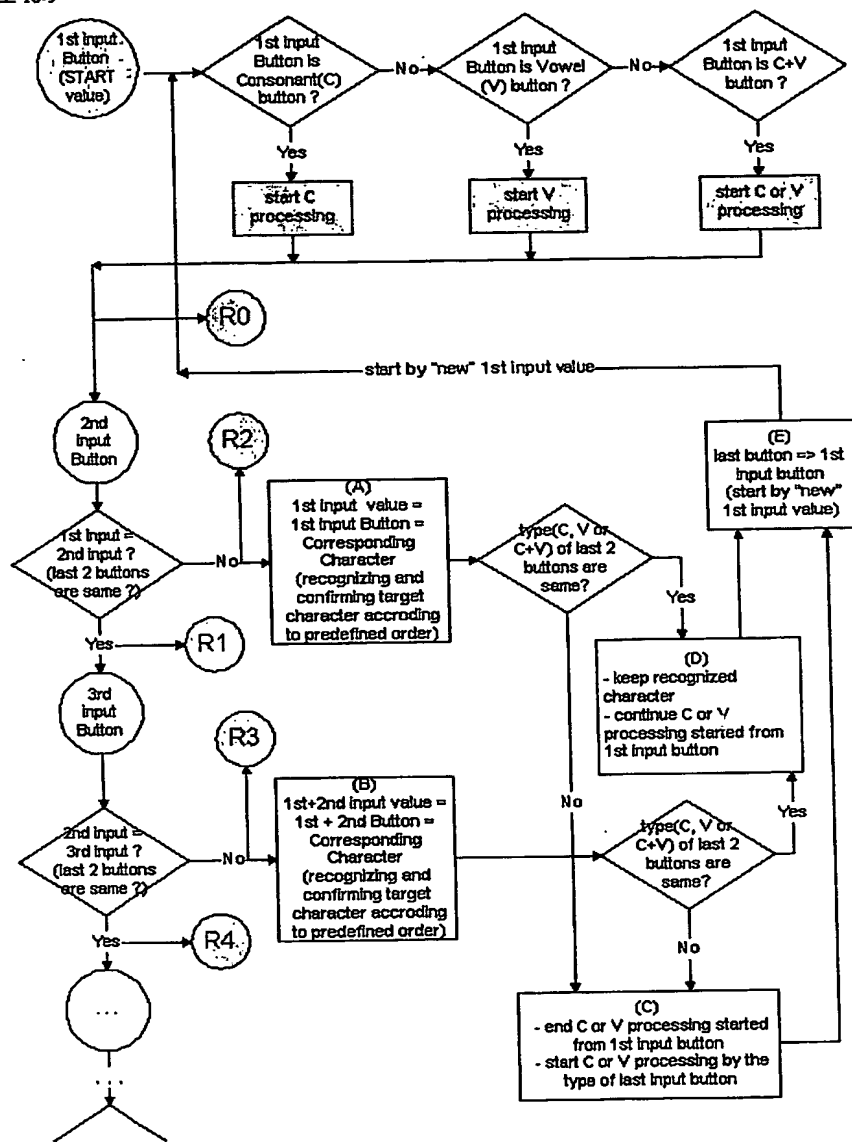 1st Input
Button
(START
value)
1st Input
Button is
Consonant(C)
button ?
No
1st Input
Button is Vowel
(V) button ?
No
1st Input
Button is C+V
button ?
Yes
Yes
Yes
start C
processing
start V
processing
start C or V
processing
R0
start by "new" 1st input value
2nd
Input
Button
R2
(E)
last button => 1st
input button
(start by "new"
1st input value)
(A)
1st input value =
1st Input Button =
Corresponding
Character
(recognizing and
confirming target
character accroding
to predefined order)
1st Input =
2nd input ?
(last 2 buttons
are same ?)
No
type(C, V or
C+V) of last 2
buttons are
same?
Yes
Yes
R1
(D)
- keep recognized
character
- continue C or V
processing started from
1st input button
3rd
Input
Button
R3
(B)
1st+2nd input value =
1st + 2nd Button =
Corresponding
Character
(recognizing and
confirming target
character accroding
to predefined order)
No
Yes
2nd Input =
3rd input ?
(last 2 buttons
are same ?)
No
type(C, V or
C+V) of last 2
buttons are
same?
Yes
R4
No
...
(C)
- end C or V processing started
from 1st input button
- start C or V processing by the
type of last input button
...